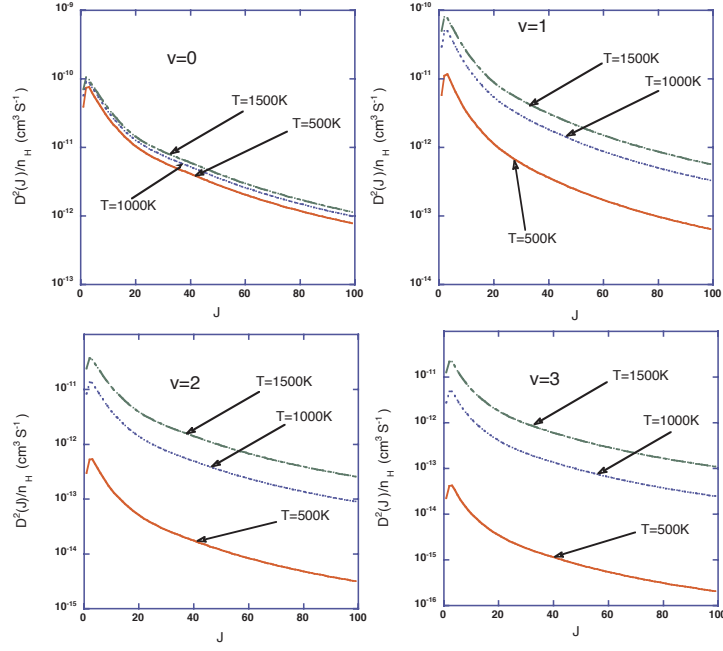 10⁻⁹
10⁻¹⁰
10⁻¹¹
10⁻¹²
10⁻¹³
D²(J)/n_H (cm³ S⁻¹)
v=0
T=1500K
T=500K
T=1000K
0 20 40 60 80 100
J
10⁻¹⁰
10⁻¹¹
10⁻¹²
10⁻¹³
10⁻¹⁴
D²(J)/n_H (cm³ S⁻¹)
v=1
T=1500K
T=1000K
T=500K
0 20 40 60 80 100
J
10⁻¹¹
10⁻¹²
10⁻¹³
10⁻¹⁴
10⁻¹⁵
D²(J)/n_H (cm³ S⁻¹)
v=2
T=1500K
T=1000K
T=500K
0 20 40 60 80 100
J
10⁻¹¹
10⁻¹²
10⁻¹³
10⁻¹⁴
10⁻¹⁵
10⁻¹⁶
D²(J)/n_H (cm³ S⁻¹)
v=3
T=1500K
T=1000K
T=500K
0 20 40 60 80 100
J